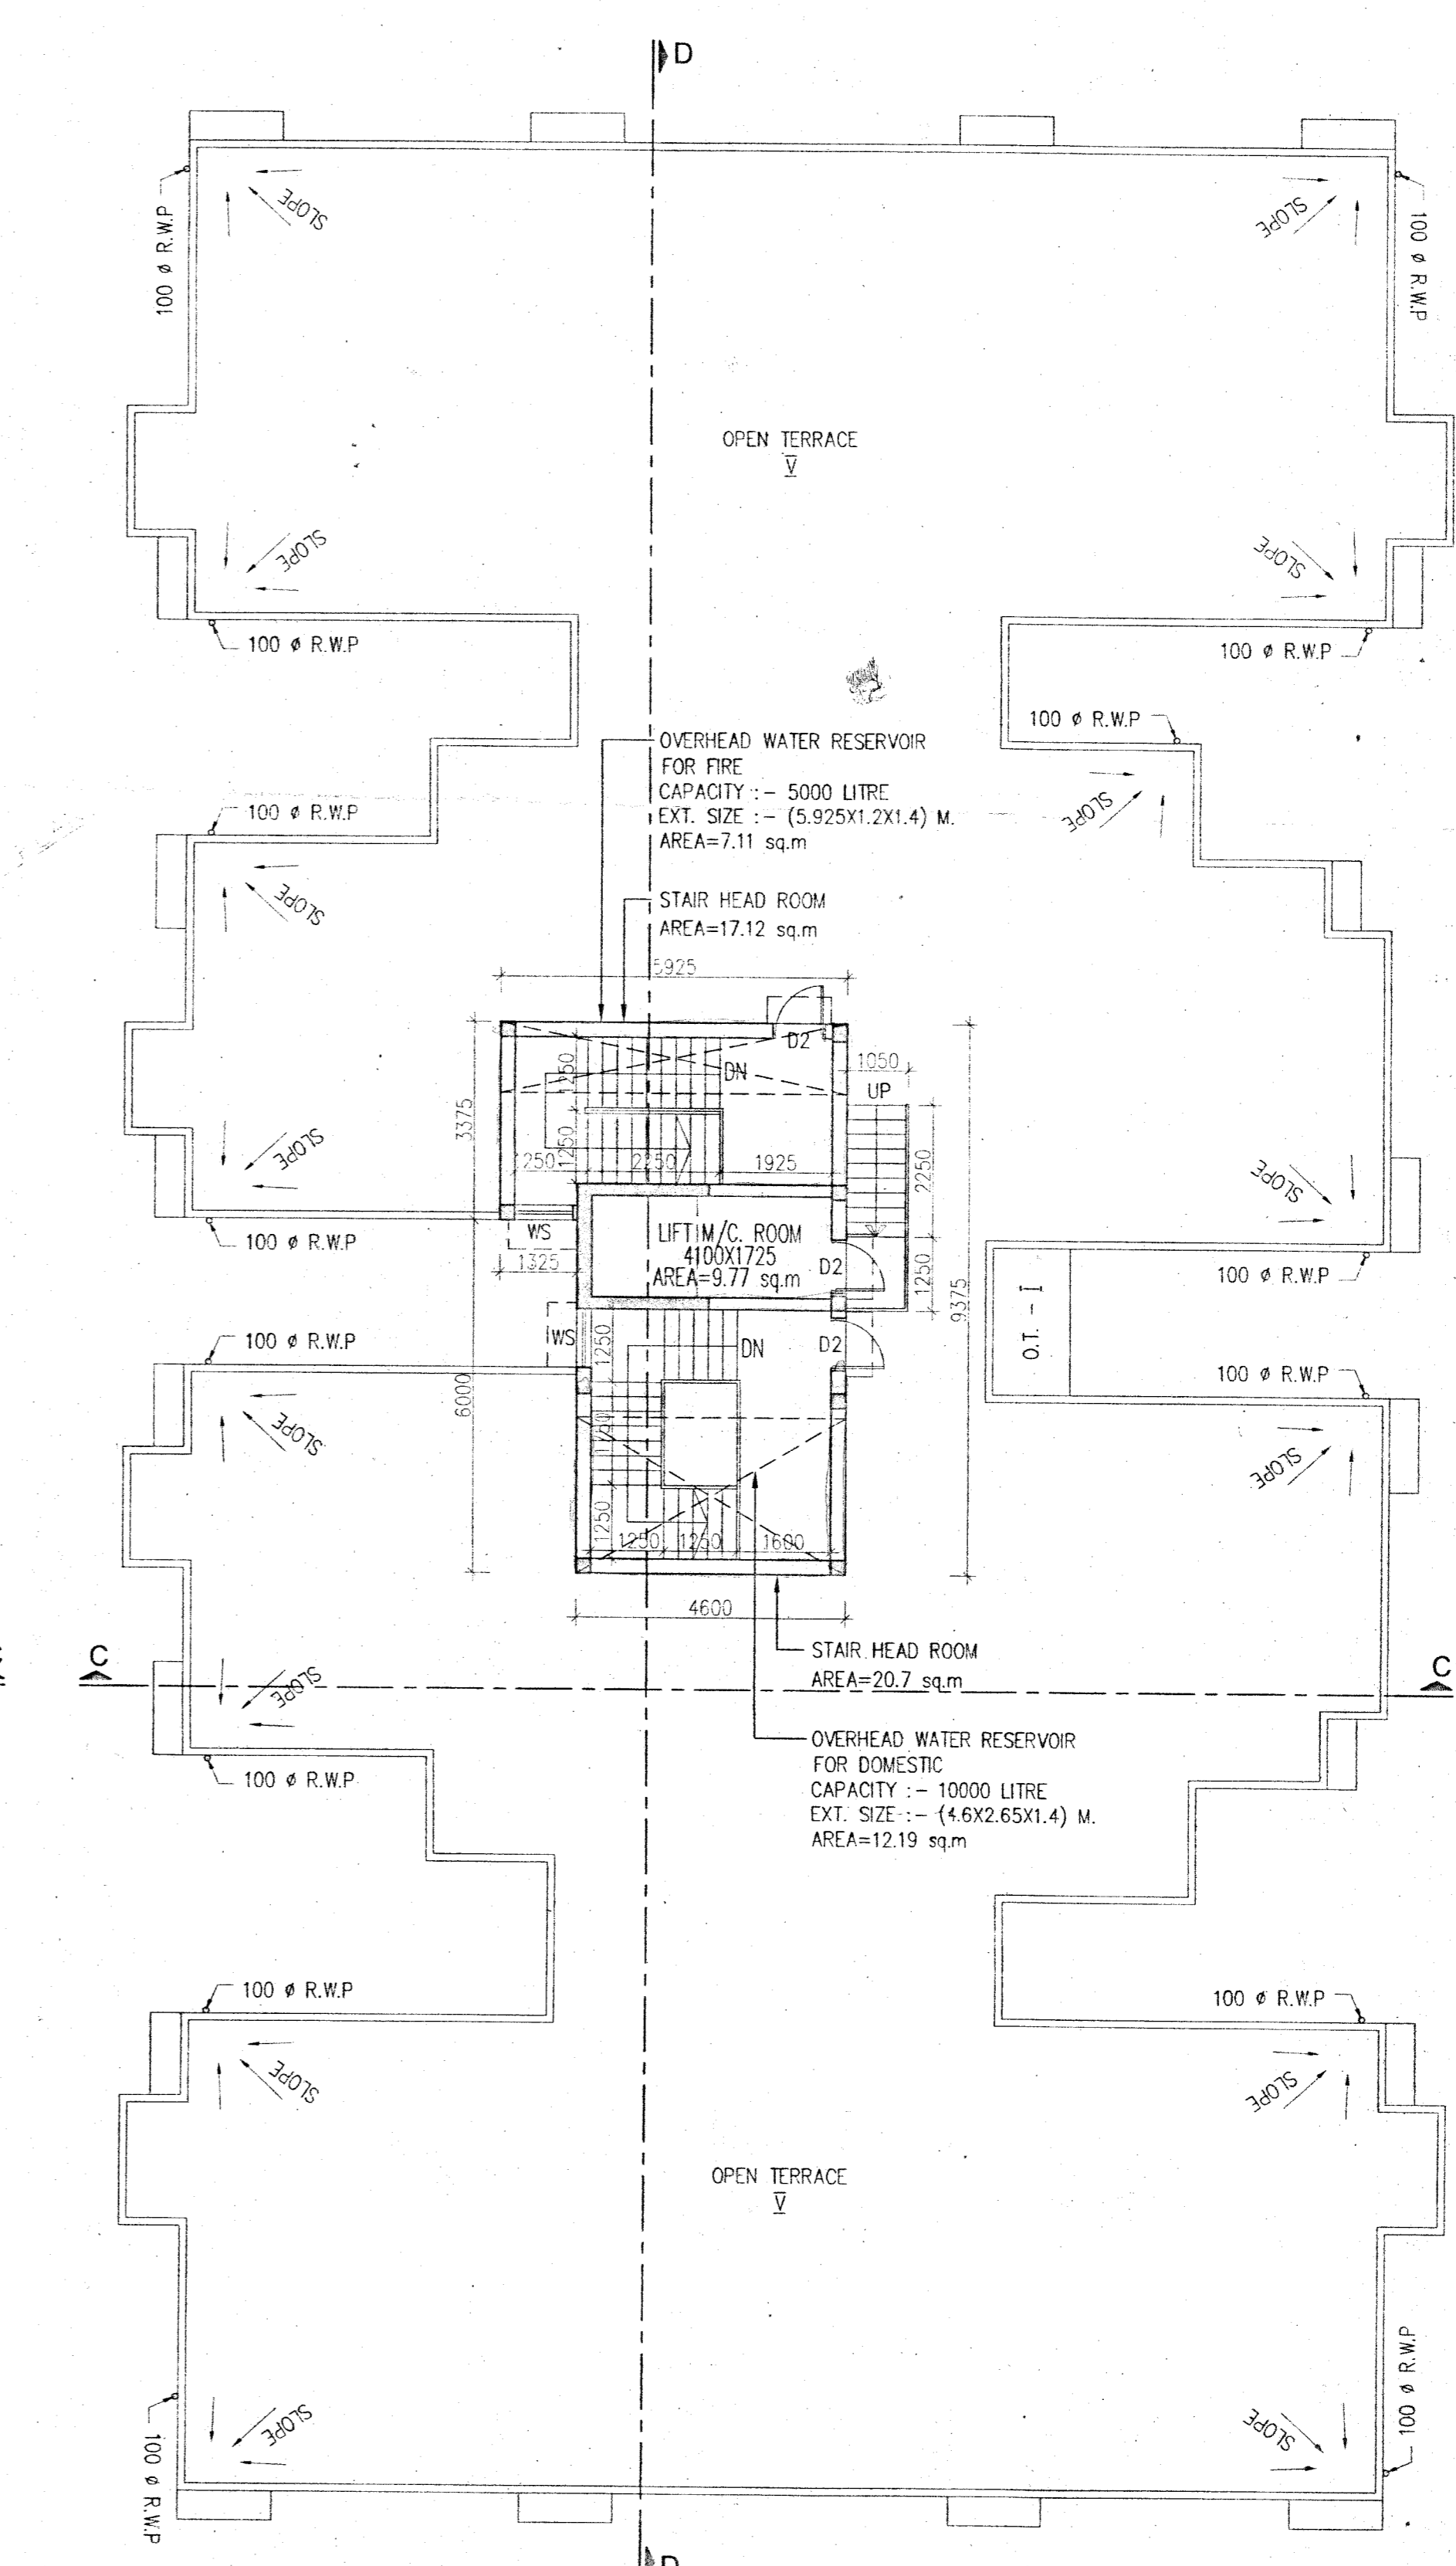 D
100 ø R.W.P
SLOPE
SLOPE
100 ø R.W.P
OPEN TERRACE
V
SLOPE
SLOPE
100 ø R.W.P
100 ø R.W.P
100 ø R.W.P
OVERHEAD WATER RESERVOIR
FOR FIRE
CAPACITY :- 5000 LITRE
EXT. SIZE :- (5.925X1.2X1.4) M.
AREA=7.11 sq.m
100 ø R.W.P
SLOPE
SLOPE
STAIR HEAD ROOM
AREA=17.12 sq.m
5925
D2
1250
DN
1050
UP
3375
1250
SLOPE
1250
2250
1925
2250
SLOPE
100 ø R.W.P
WS
1325
LIFT M/C. ROOM
4100X1725
AREA=9.77 sq.m
D2
1250
9375
O.T. - I
100 ø R.W.P
100 ø R.W.P
WS
1250
DN
D2
100 ø R.W.P
6000
SLOPE
SLOPE
1250
1250
1250
1600
4600
C
SLOPE
STAIR HEAD ROOM
AREA=20.7 sq.m
C
100 ø R.W.P
OVERHEAD WATER RESERVOIR
FOR DOMESTIC
CAPACITY :- 10000 LITRE
EXT. SIZE :- (4.6X2.65X1.4) M.
AREA=12.19 sq.m
100 ø R.W.P
100 ø R.W.P
SLOPE
SLOPE
OPEN TERRACE
V
SLOPE
SLOPE
100 ø R.W.P
100 ø R.W.P
D